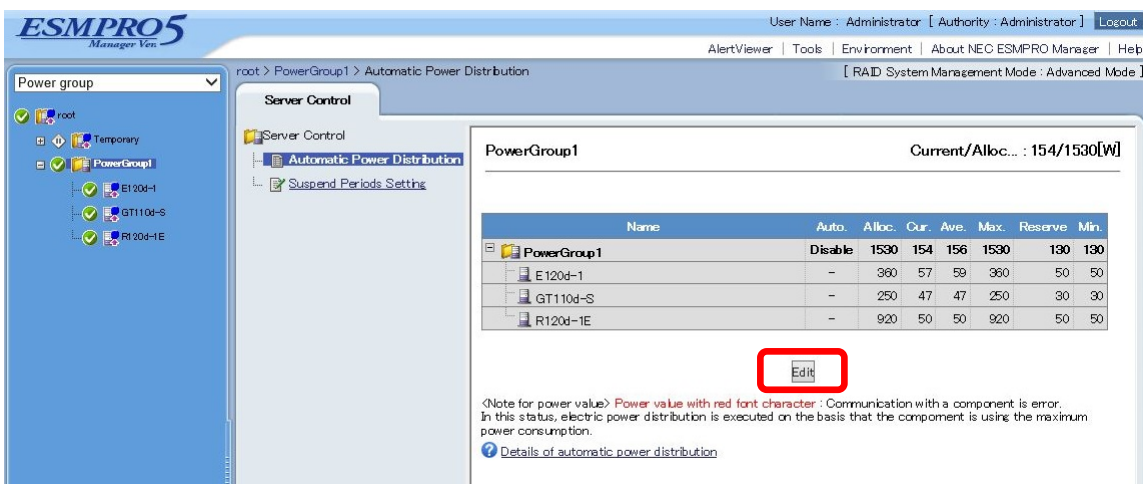 ESMPRO5
Manager Ven.
User Name : Administrator [ Authority : Administrator ] Logout
AlertViewer | Tools | Environment | About NEC ESMPRO Manager | Help
Power group
root > PowerGroup1 > Automatic Power Distribution
[ RAID System Management Mode : Advanced Mode ]
Server Control
root
Temporary
PowerGroup1
E120d-1
GT110d-S
R120d-1E
Server Control
Automatic Power Distribution
Suspend Periods Setting
PowerGroup1 Current/Alloc... : 154/1530[W]
Name Auto. Alloc. Cur. Ave. Max. Reserve Min.
PowerGroup1 Disable 1530 154 156 1530 130 130
E120d-1 - 360 57 59 360 50 50
GT110d-S - 250 47 47 250 30 30
R120d-1E - 920 50 50 920 50 50
Edit
<Note for power value> Power value with red font character : Communication with a component is error.
In this status, electric power distribution is executed on the basis that the compornent is using the maximum
power consumption.
Details of automatic power distribution